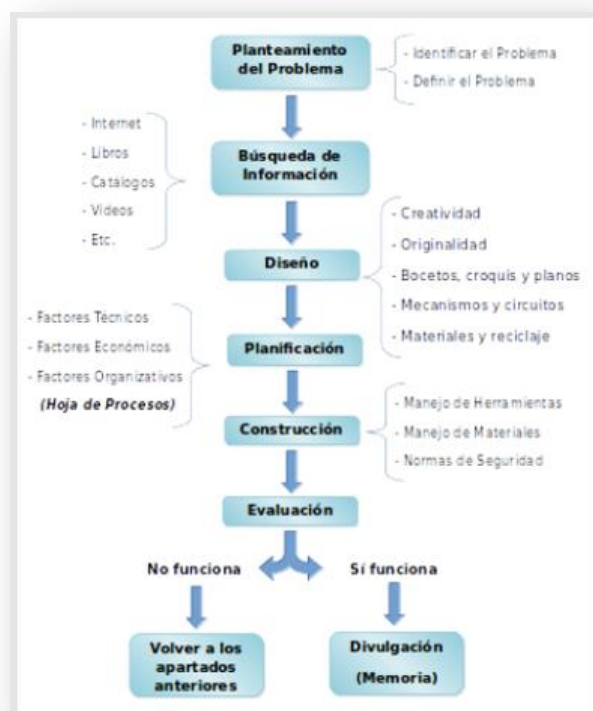 Planteamiento
del Problema
- Identificar el Problema
- Definir el Problema
- Internet
- Libros
- Catálogos
- Vídeos
- Etc.
Búsqueda de
Información
Diseño
- Creatividad
- Originalidad
- Bocetos, croquis y planos
- Mecanismos y circuitos
- Materiales y reciclaje
- Factores Técnicos
- Factores Económicos
- Factores Organizativos
(Hoja de Procesos)
Planificación
Construcción
- Manejo de Herramientas
- Manejo de Materiales
- Normas de Seguridad
Evaluación
No funciona
Sí funciona
Volver a los
apartados
anteriores
Divulgación
(Memoria)